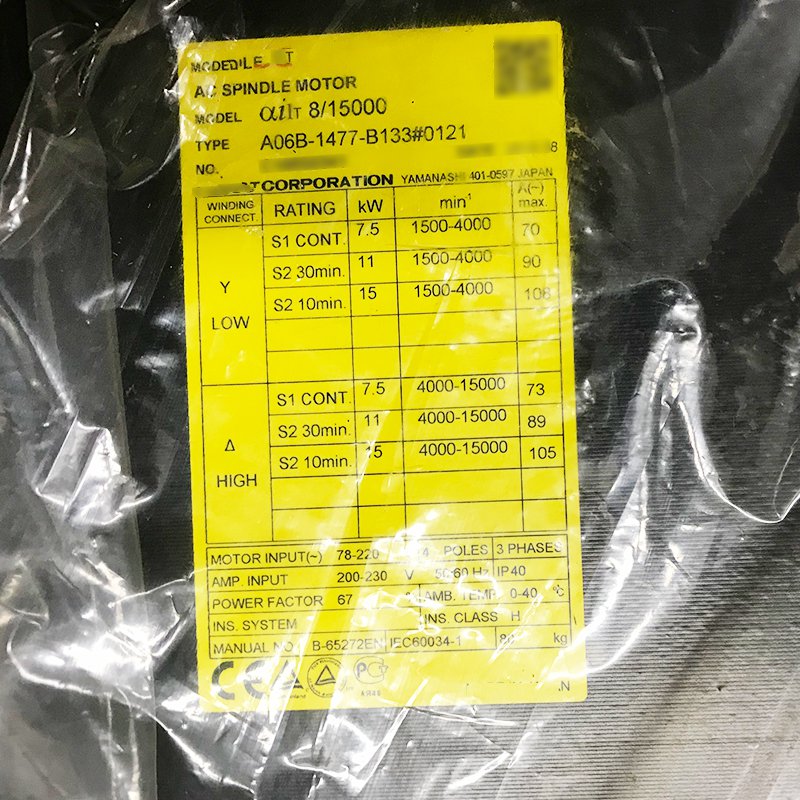 AC SPINDLE MOTOR
MODEL αiIT 8/15000
TYPE A06B-1477-B133#0121
NO.
CORPORATION YAMANASHI 401-0597 JAPAN
WINDING CONNECT. RATING kW min¹ A(~) max.
Y LOW
S1 CONT. 7.5 1500-4000 70
S2 30min. 11 1500-4000 90
S2 10min. 15 1500-4000 108
Δ HIGH
S1 CONT. 7.5 4000-15000 73
S2 30min. 11 4000-15000 89
S2 10min. 15 4000-15000 105
MOTOR INPUT(~) 78-220 4 POLES 3 PHASES
AMP. INPUT 200-230 V 50/60 Hz IP40
POWER FACTOR 67 % AMB. TEMP. 0-40 °C
INS. SYSTEM INS. CLASS H
MANUAL NO. B-65272EN IEC60034-1 kg
CE